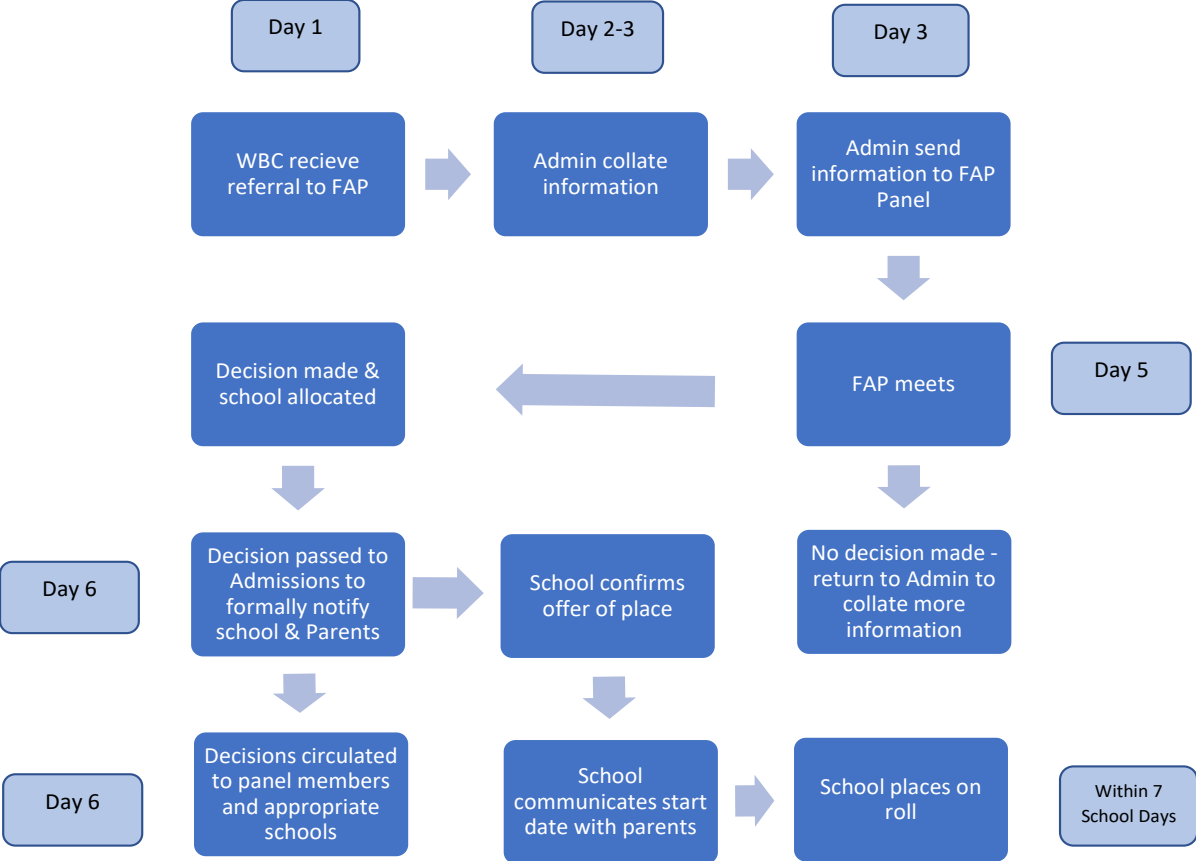 Day 1
Day 2-3
Day 3
WBC recieve
referral to FAP
Admin collate
information
Admin send
information to FAP
Panel
Decision made &
school allocated
FAP meets
Day 5
Day 6
Decision passed to
Admissions to
formally notify
school & Parents
School confirms
offer of place
No decision made -
return to Admin to
collate more
information
Day 6
Decisions circulated
to panel members
and appropriate
schools
School
communicates start
date with parents
School places on
roll
Within 7
School Days